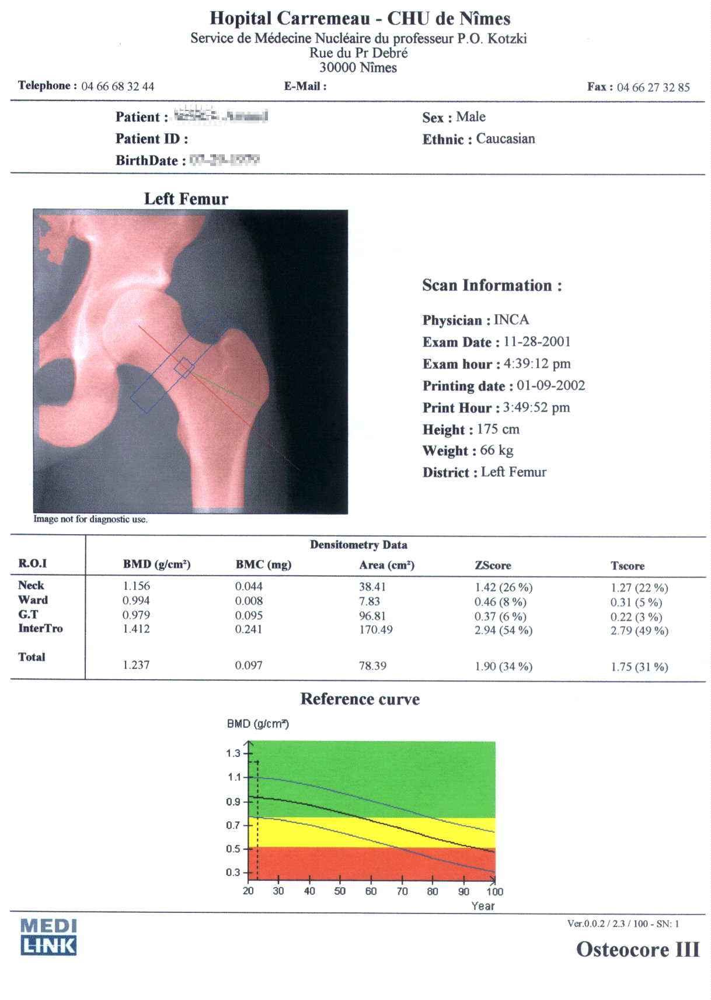 Hopital Carremeau - CHU de Nîmes
Service de Médecine Nucléaire du professeur P.O. Kotzki
Rue du Pr Debré
30000 Nîmes
Telephone : 04 66 68 32 44 E-Mail : Fax : 04 66 27 32 85
Patient : Sex : Male
Patient ID : Ethnic : Caucasian
BirthDate :
Left Femur
Scan Information :
Physician : INCA
Exam Date : 11-28-2001
Exam hour : 4:39:12 pm
Printing date : 01-09-2002
Print Hour : 3:49:52 pm
Height : 175 cm
Weight : 66 kg
District : Left Femur
Image not for diagnostic use.
Densitometry Data
R.O.I BMD (g/cm²) BMC (mg) Area (cm²) ZScore Tscore
Neck 1.156 0.044 38.41 1.42 (26 %) 1.27 (22 %)
Ward 0.994 0.008 7.83 0.46 (8 %) 0.31 (5 %)
G.T 0.979 0.095 96.81 0.37 (6 %) 0.22 (3 %)
InterTro 1.412 0.241 170.49 2.94 (54 %) 2.79 (49 %)
Total 1.237 0.097 78.39 1.90 (34 %) 1.75 (31 %)
Reference curve
BMD (g/cm²)
1.3
1.1
0.9
0.7
0.5
0.3
20 30 40 50 60 70 80 90 100
Year
MEDI
LINK
Ver.0.0.2 / 2.3 / 100 - SN: 1
Osteocore III